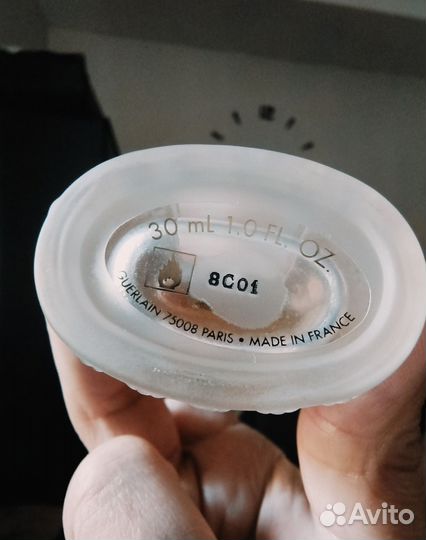 30 mL 1.0 FL. OZ.
8C01
GUERLAIN 75008 PARIS • MADE IN FRANCE
Avito